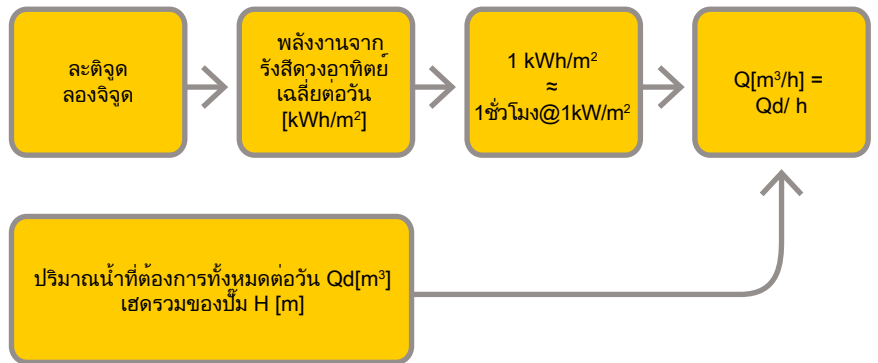 ละติจูด
ลองจิจูด
พลังงานจาก
รังสีดวงอาทิตย์
เฉลี่ยต่อวัน
[kWh/m²]
1 kWh/m²
≈
1ชั่วโมง@1kW/m²
Q[m³/h] =
Qd/ h
ปริมาณน้ำที่ต้องการทั้งหมดต่อวัน Qd[m³]
เฮดรวมของปั๊ม H [m]